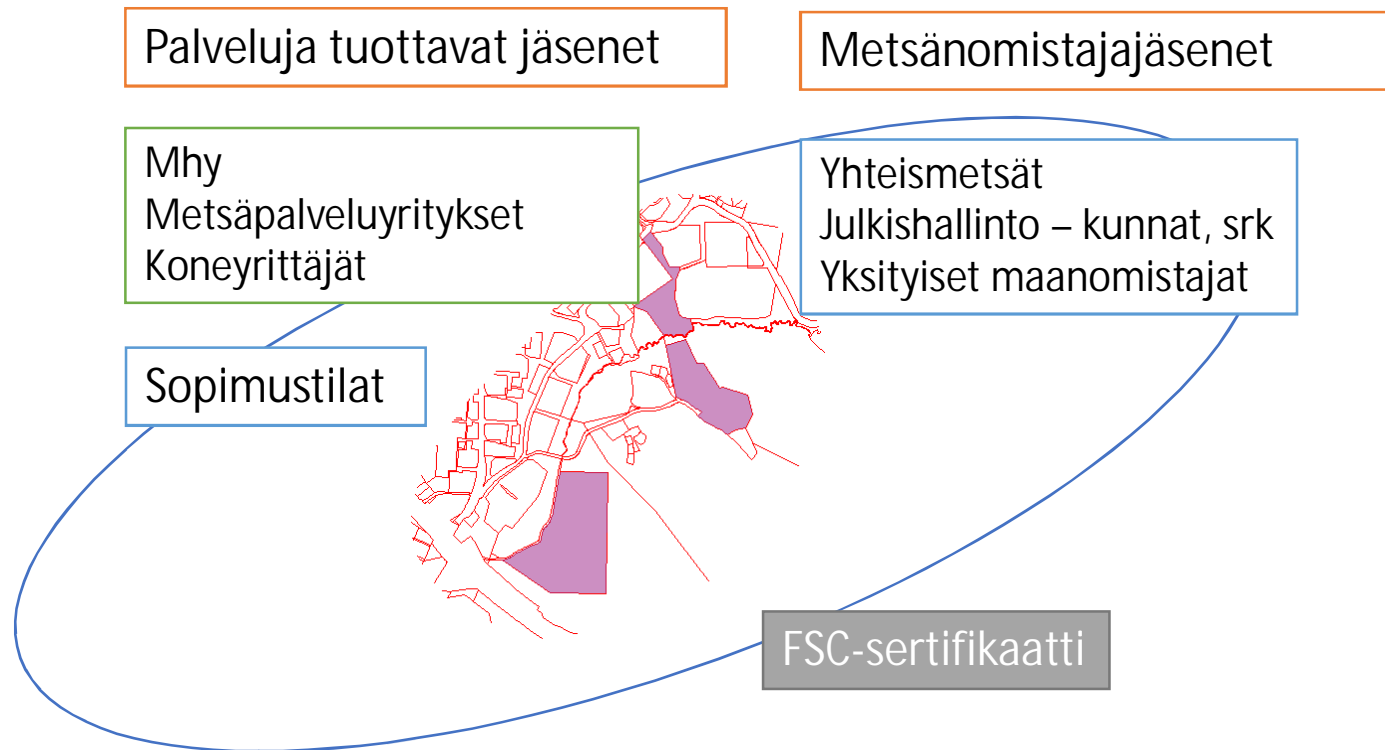 Palveluja tuottavat jäsenet
Metsänomistajajäsenet
Mhy
Metsäpalveluyritykset
Koneyrittäjät
Yhteismetsät
Julkishallinto – kunnat, srk
Yksityiset maanomistajat
Sopimustilat
FSC-sertifikaatti